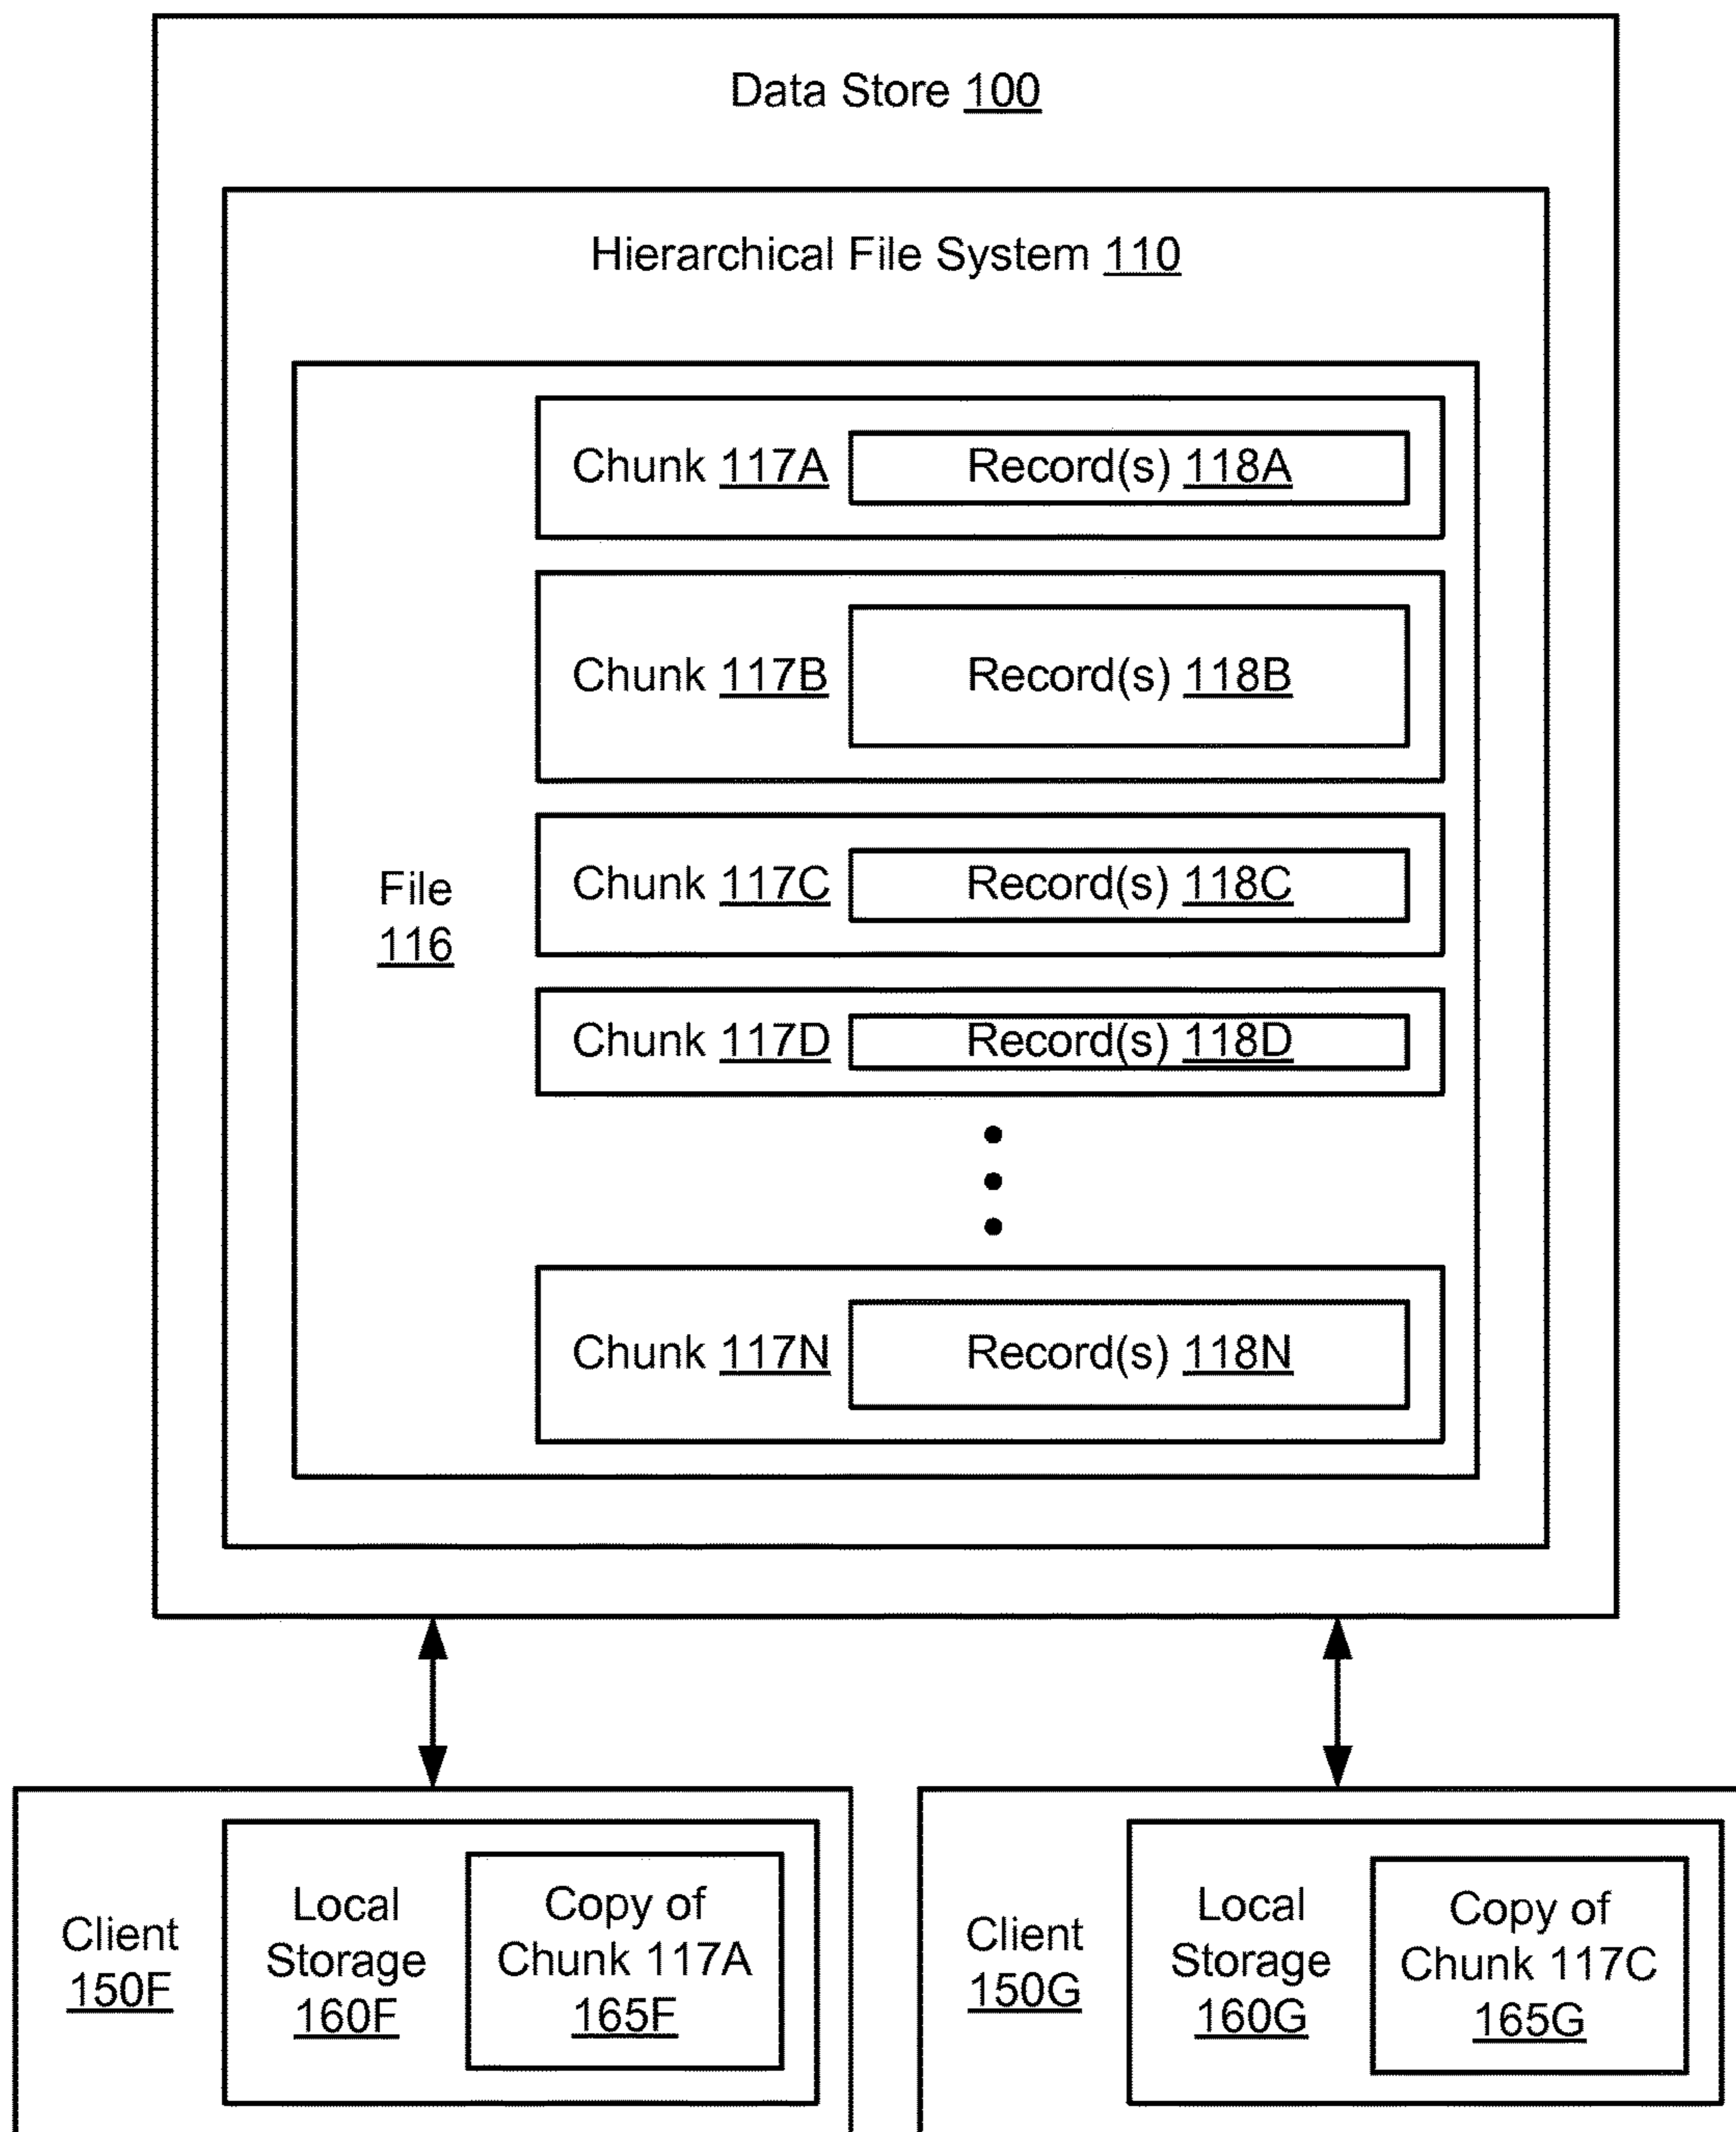 Data Store 100
Hierarchical File System 110
File
116
Chunk 117A
Record(s) 118A
Chunk 117B
Record(s) 118B
Chunk 117C
Record(s) 118C
Chunk 117D
Record(s) 118D
Chunk 117N
Record(s) 118N
Client
150F
Local
Storage
160F
Copy of
Chunk 117A
165F
Client
150G
Local
Storage
160G
Copy of
Chunk 117C
165G